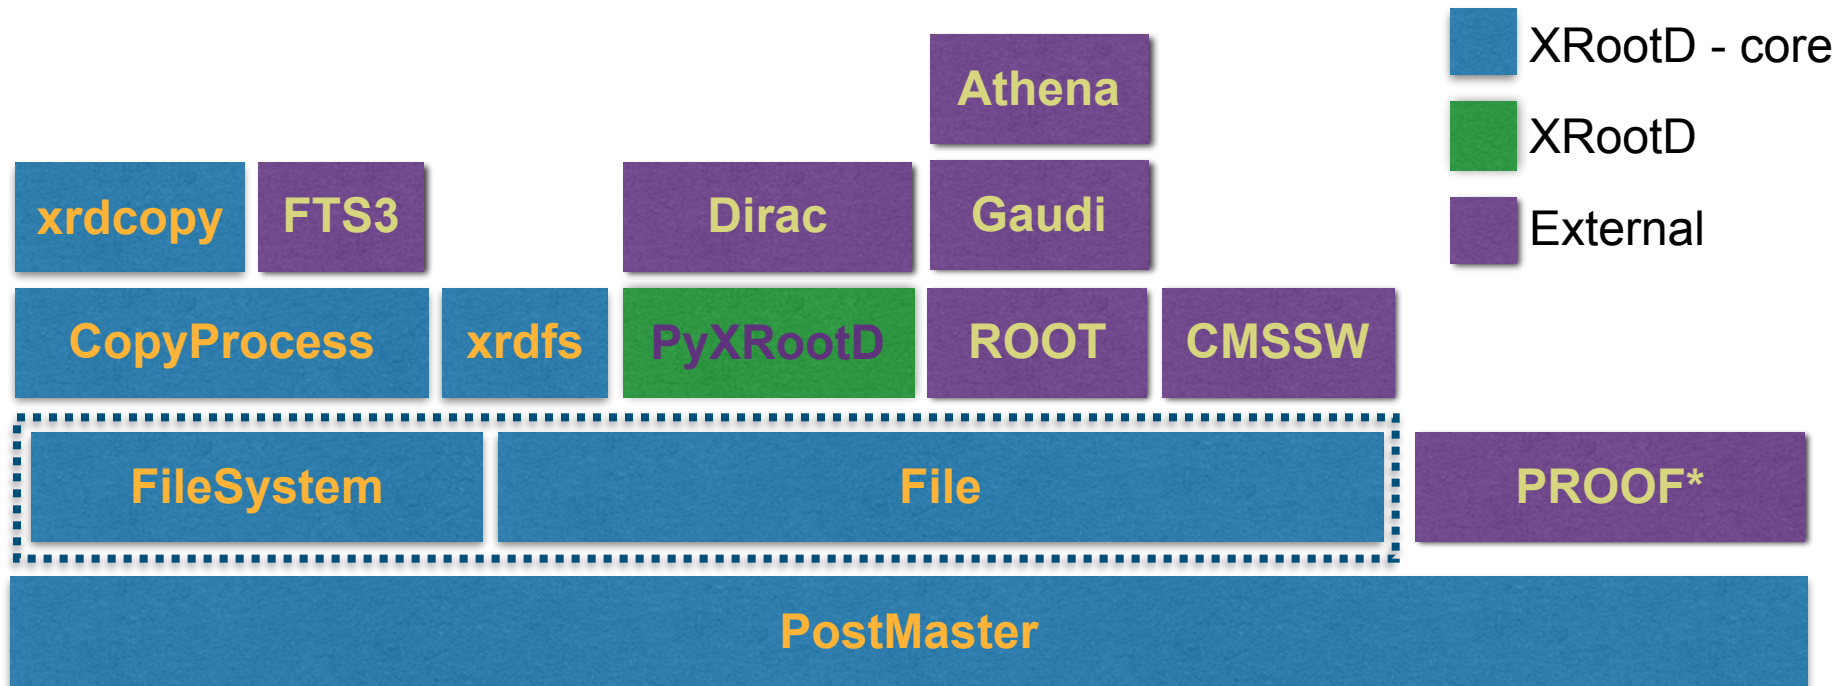 XRootD - core
XRootD
External
Athena
xrdcopy FTS3 Dirac Gaudi
CopyProcess xrdfs PyXRootD ROOT CMSSW
FileSystem File PROOF*
PostMaster